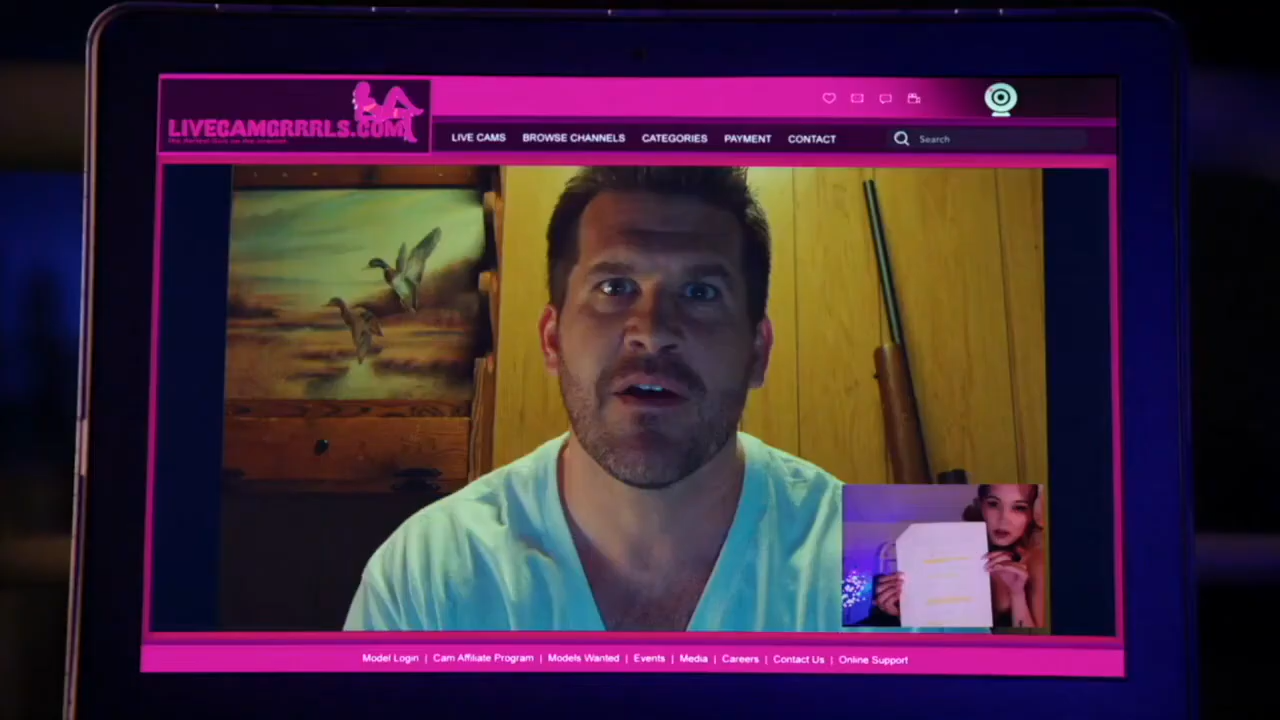 LIVECAMGRRRLS.COM
LIVE CAMS BROWSE CHANNELS CATEGORIES PAYMENT CONTACT Search
Model Login | Cam Affiliate Program | Models Wanted | Events | Media | Careers | Contact Us | Online Support